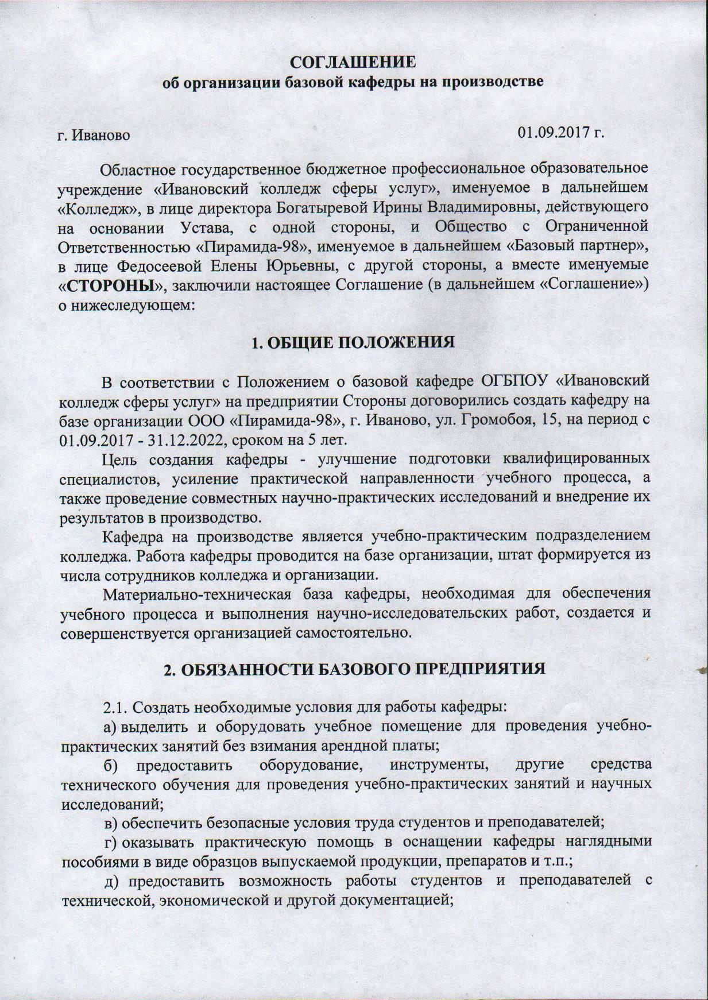 СОГЛАШЕНИЕ
об организации базовой кафедры на производстве
г. Иваново 01.09.2017 г.
Областное государственное бюджетное профессиональное образовательное
учреждение «Ивановский колледж сферы услуг», именуемое в дальнейшем
«Колледж», в лице директора Богатыревой Ирины Владимировны, действующего
на основании Устава, с одной стороны, и Общество с Ограниченной
Ответственностью «Пирамида-98», именуемое в дальнейшем «Базовый партнер»,
в лице Федосеевой Елены Юрьевны, с другой стороны, а вместе именуемые
«СТОРОНЫ», заключили настоящее Соглашение (в дальнейшем «Соглашение»)
о нижеследующем:
1. ОБЩИЕ ПОЛОЖЕНИЯ
В соответствии с Положением о базовой кафедре ОГБПОУ «Ивановский
колледж сферы услуг» на предприятии Стороны договорились создать кафедру на
базе организации ООО «Пирамида-98», г. Иваново, ул. Громобоя, 15, на период с
01.09.2017 - 31.12.2022, сроком на 5 лет.
Цель создания кафедры - улучшение подготовки квалифицированных
специалистов, усиление практической направленности учебного процесса, а
также проведение совместных научно-практических исследований и внедрение их
результатов в производство.
Кафедра на производстве является учебно-практическим подразделением
колледжа. Работа кафедры проводится на базе организации, штат формируется из
числа сотрудников колледжа и организации.
Материально-техническая база кафедры, необходимая для обеспечения
учебного процесса и выполнения научно-исследовательских работ, создается и
совершенствуется организацией самостоятельно.
2. ОБЯЗАННОСТИ БАЗОВОГО ПРЕДПРИЯТИЯ
2.1. Создать необходимые условия для работы кафедры:
а) выделить и оборудовать учебное помещение для проведения учебно-
практических занятий без взимания арендной платы;
б) предоставить оборудование, инструменты, другие средства
технического обучения для проведения учебно-практических занятий и научных
исследований;
в) обеспечить безопасные условия труда студентов и преподавателей;
г) оказывать практическую помощь в оснащении кафедры наглядными
пособиями в виде образцов выпускаемой продукции, препаратов и т.п.;
д) предоставить возможность работы студентов и преподавателей с
технической, экономической и другой документацией;